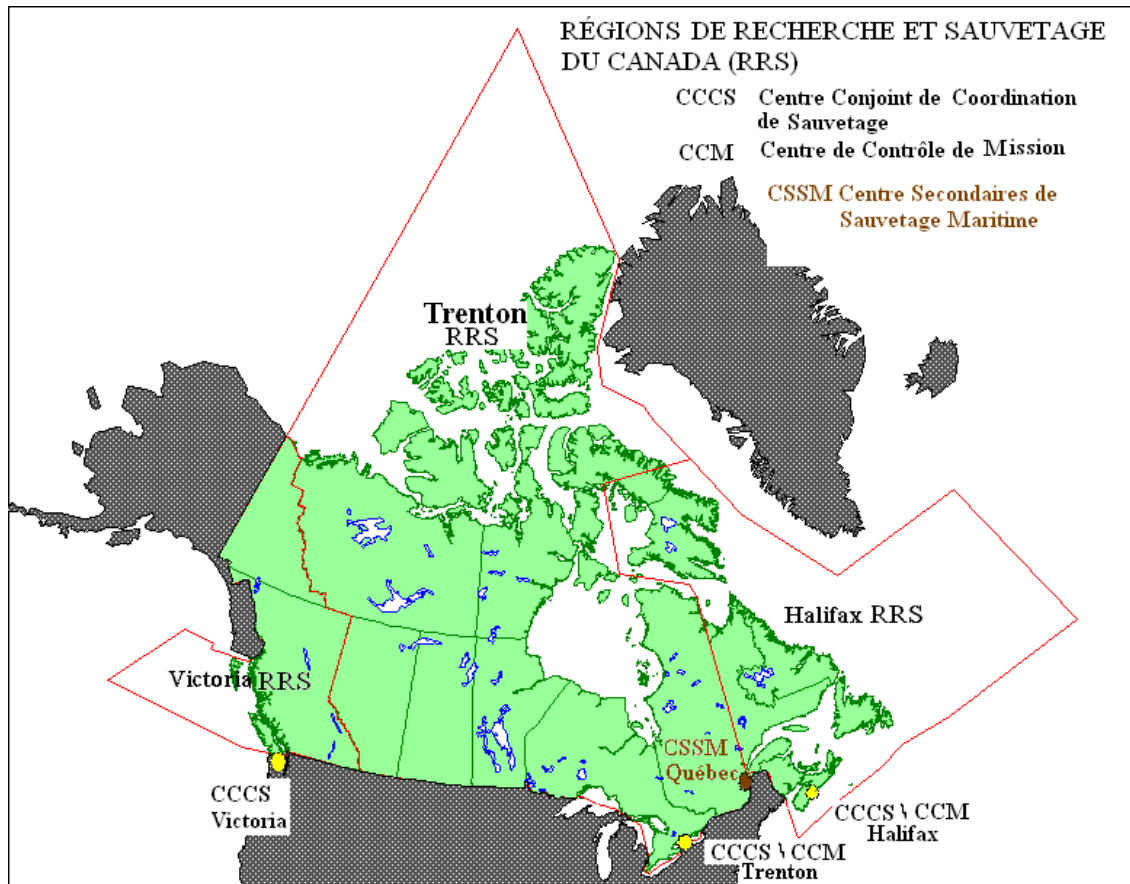 RÉGIONS DE RECHERCHE ET SAUVETAGE
DU CANADA (RRS)
CCCS Centre Conjoint de Coordination
de Sauvetage
CCM Centre de Contrôle de Mission
CSSM Centre Secondaires de
Sauvetage Maritime
Trenton
RRS
Halifax RRS
Victoria RRS
CSSM
Québec
CCCS
Victoria
CCCS \ CCM
Halifax
CCCS \ CCM
Trenton